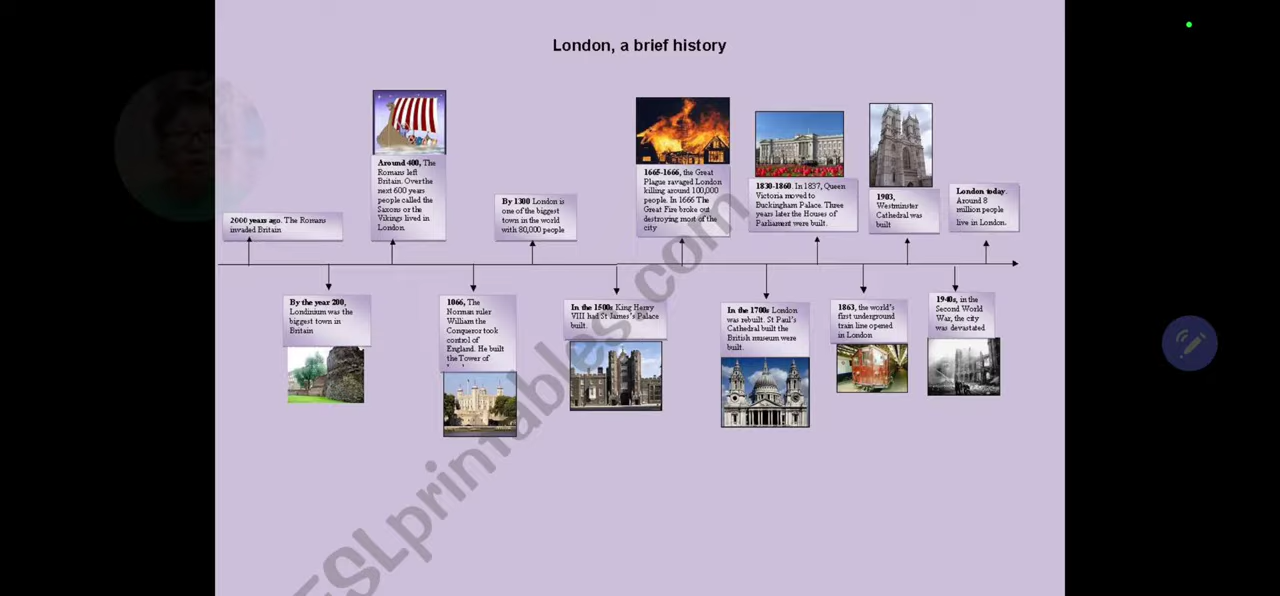 London, a brief history
2000 years ago. The Romans
invaded Britain
Around 400, The
Romans left
Britain. Over the
next 600 years
people called the
Saxons or the
Vikings lived in
London.
By 1300 London is
one of the biggest
town in the world
with 80,000 people
1665-1666, the Great
Plague ravaged London
killing around 100,000
people. In 1666 The
Great Fire broke out
destroying most of the
city
1830-1860. In 1837, Queen
Victoria moved to
Buckingham Palace. Three
years later the Houses of
Parliament were built.
1903,
Westminster
Cathedral was
built
London today.
Around 8
million people
live in London.
By the year 200,
Londinium was the
biggest town in
Britain
1066, The
Norman ruler
William the
Conqueror took
control of
England. He built
the Tower of
In the 1500s King Henry
VIII had St James's Palace
built.
In the 1700s London
was rebuilt. St Paul's
Cathedral built the
British museum were
built.
1863, the world's
first underground
train line opened
in London
1940s, in the
Second World
War, the city
was devastated
ESLprintables.com